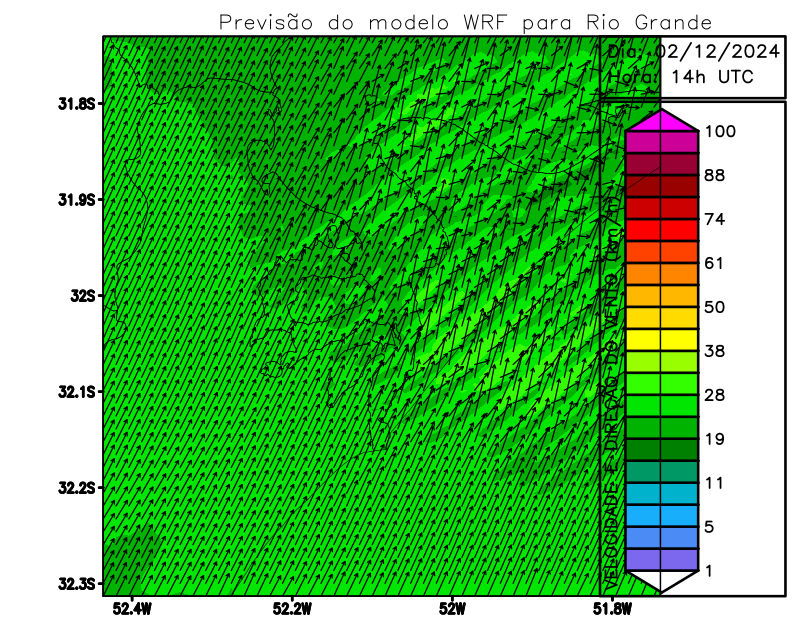 Previsão do modelo WRF para Rio Grande
Dia: 02/12/2024
Hora: 14h UTC
31.8S
31.9S
32S
32.1S
32.2S
32.3S
52.4W
52.2W
52W
51.8W
VELOCIDADE E DIREÇÃO DO VENTO (km/h)
100
88
74
61
50
38
28
19
11
5
1